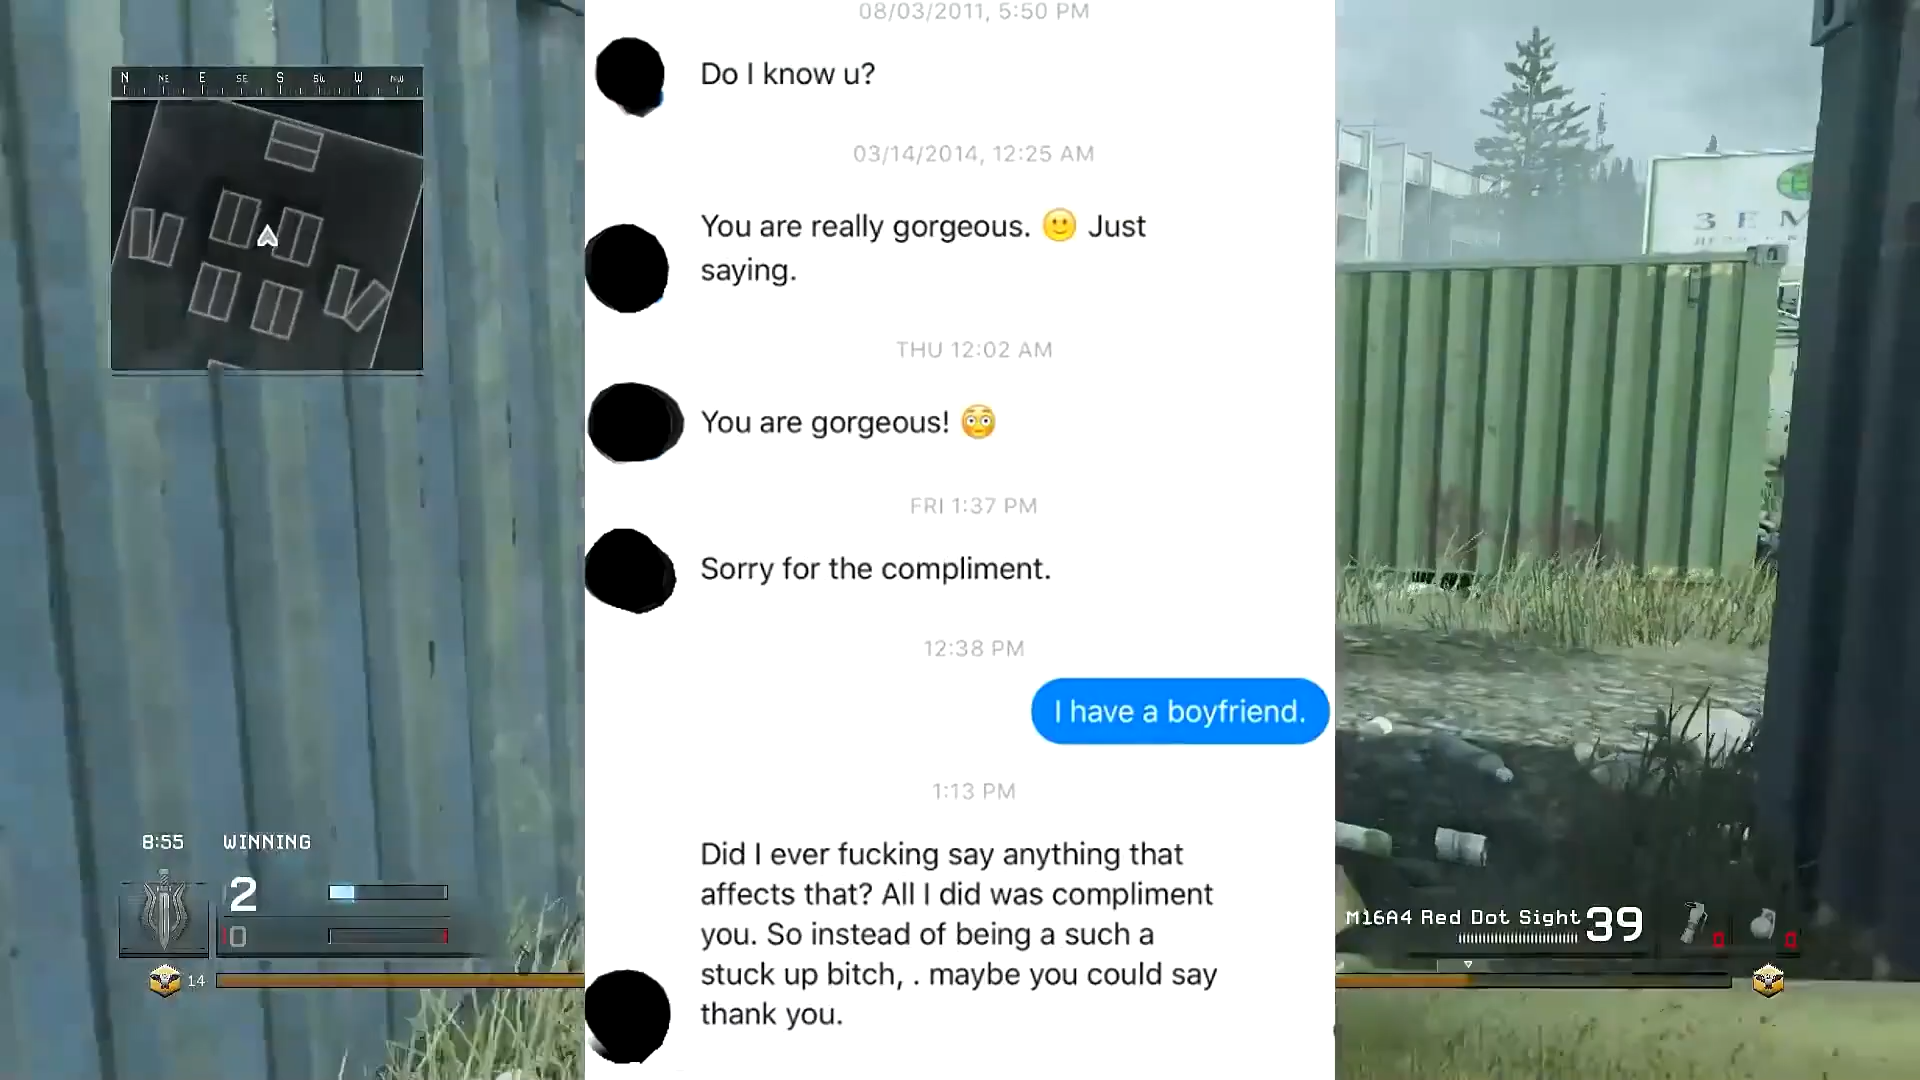 N NE E SE S SW W NW
8:55 WINNING
2
0
14
08/03/2011, 5:50 PM
Do I know u?
03/14/2014, 12:25 AM
You are really gorgeous. 🙂 Just
saying.
THU 12:02 AM
You are gorgeous! 😳
FRI 1:37 PM
Sorry for the compliment.
12:38 PM
I have a boyfriend.
1:13 PM
Did I ever fucking say anything that
affects that? All I did was compliment
you. So instead of being a such a
stuck up bitch, . maybe you could say
thank you.
ЗЕМ
M16A4 Red Dot Sight 39
0 0